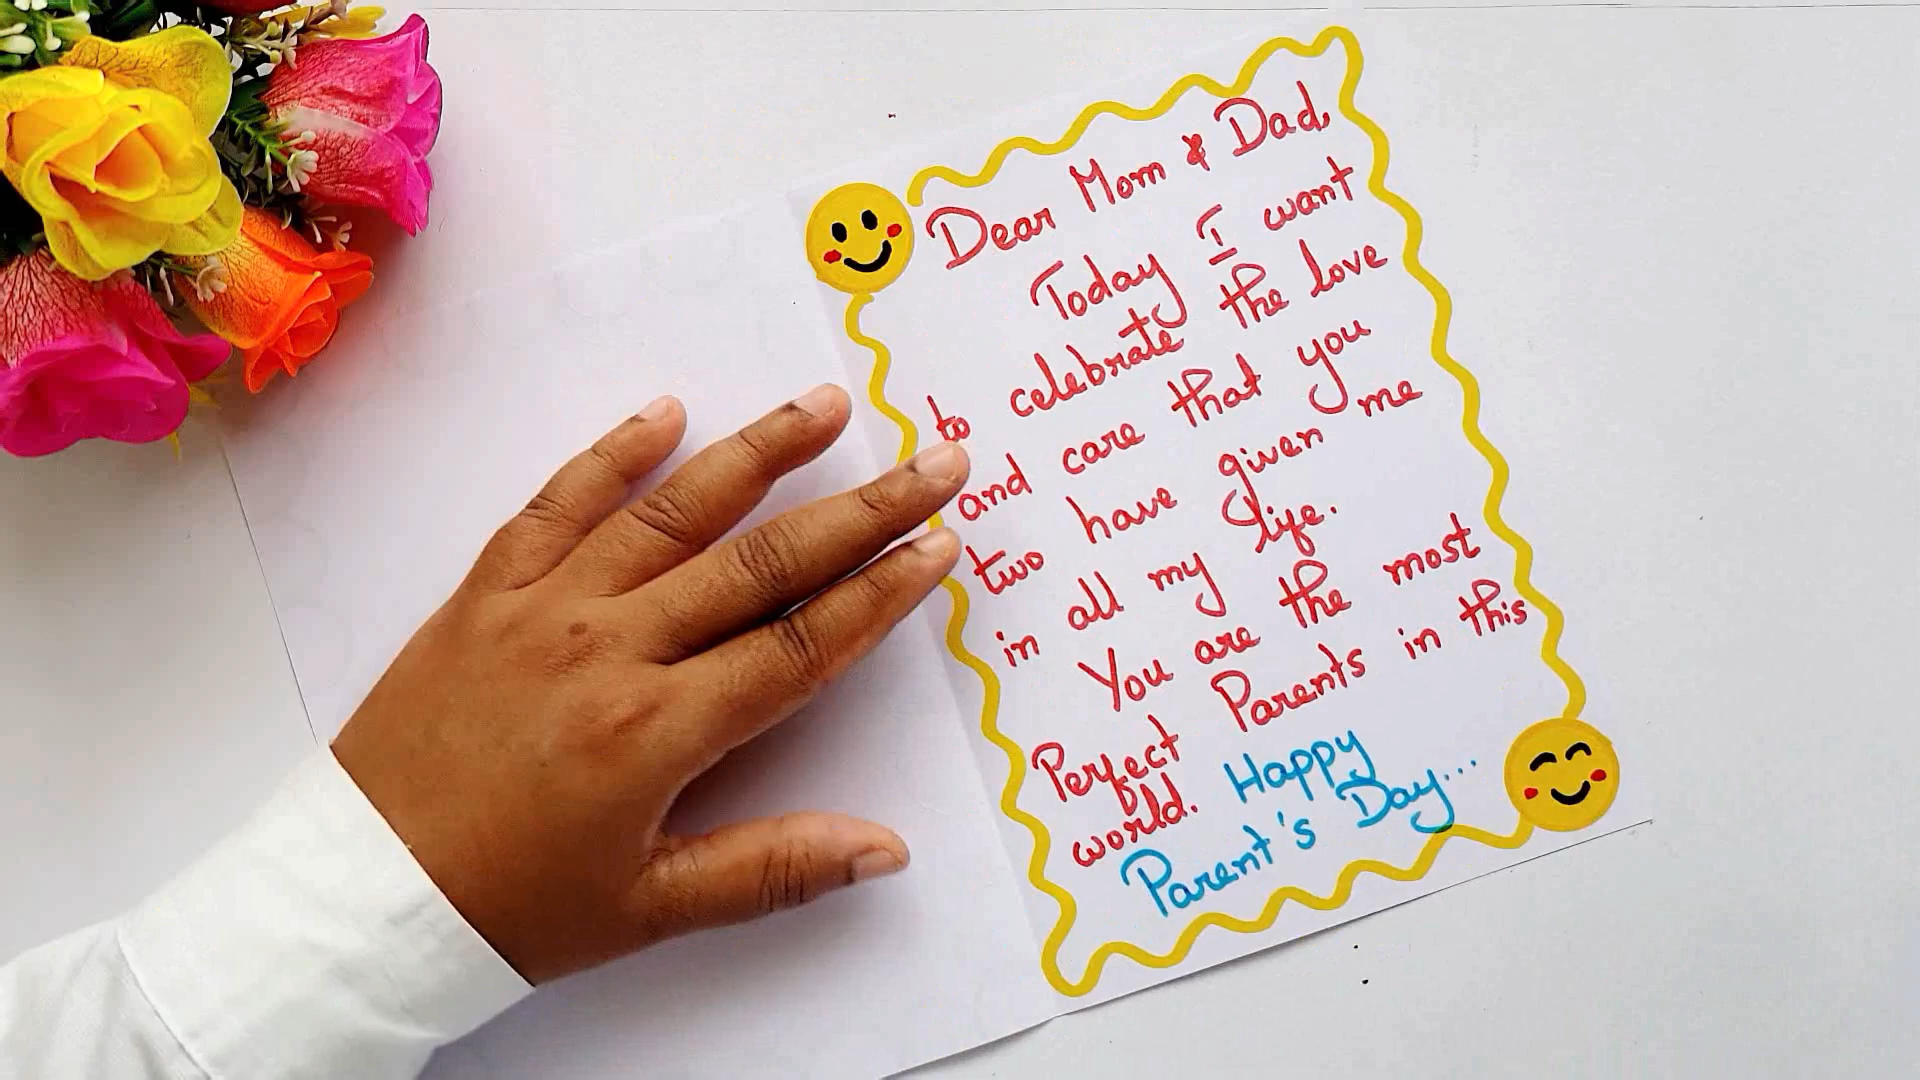 Dear Mom & Dad,
Today I want
to celebrate the love
and care that you
two have given me
in all my life.
You are the most
Perfect Parents in this
world. Happy
Parent's Day...